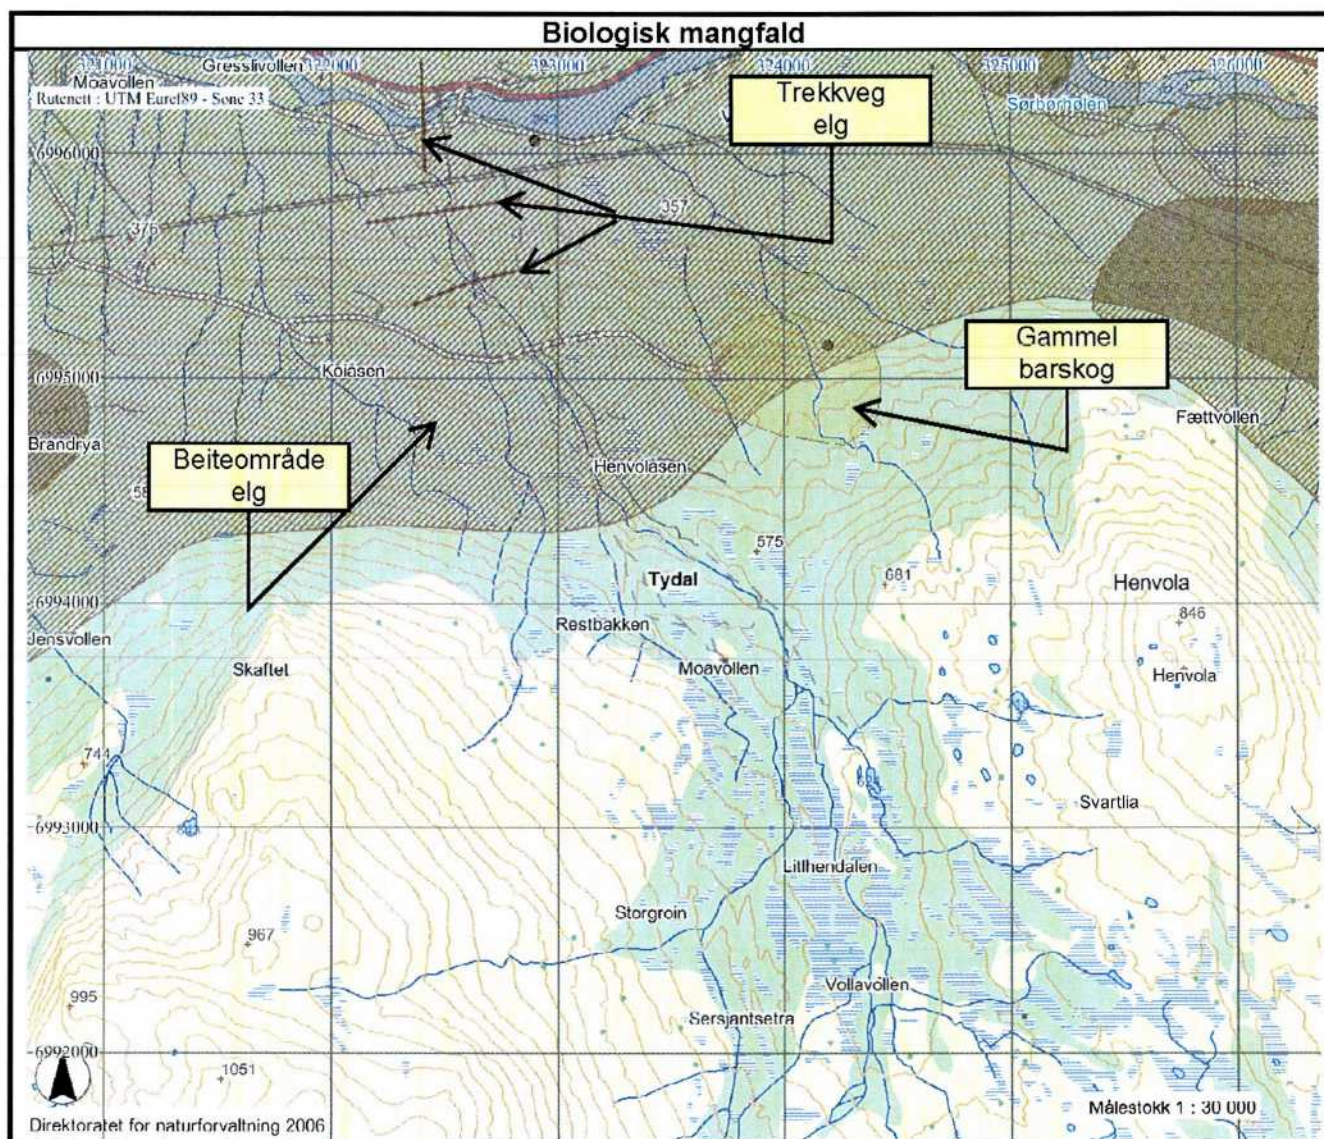 Biologisk mangfald
321000
Gresslivollen
322000
323000
324000
325000
326000
Moavollen
Rutenett : UTM Euref89 - Sone 33
Trekkveg
elg
Sørbørhølen
6996000
376
357
Gammel
barskog
6995000
Koiåsen
Fættvollen
Brandrya
Beiteområde
elg
Henvolåsen
575
Tydal
681
Henvola
6994000
846
Jensvollen
Restbakken
Skaftet
Moavollen
Henvola
744
Svartlia
6993000
Litlhendalen
Storgroin
967
Vollavollen
995
Sersjantsetra
6992000
1051
Målestokk 1 : 30 000
Direktoratet for naturforvaltning 2006